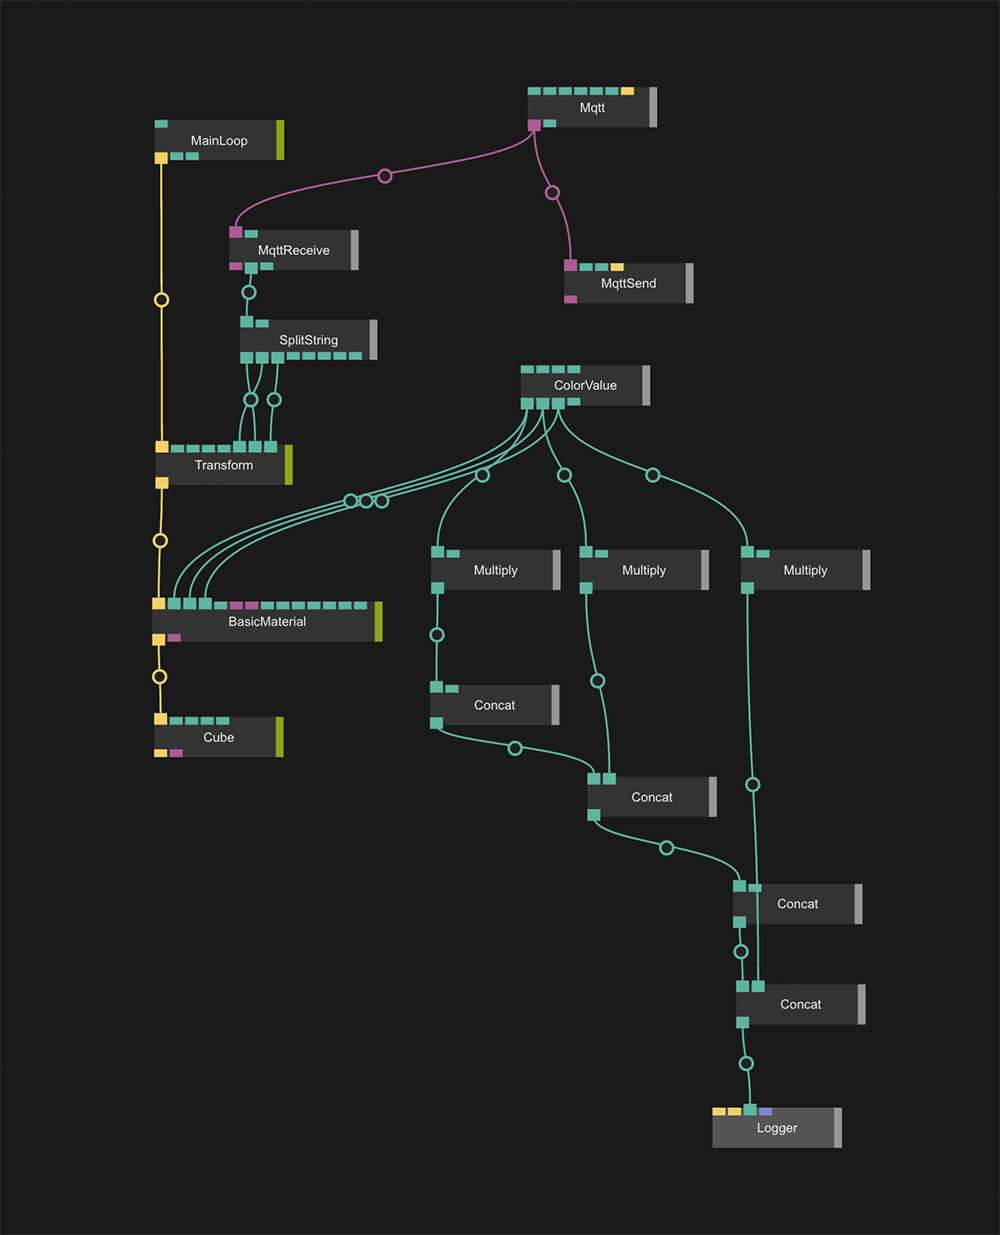 Mqtt
MainLoop
MqttReceive
MqttSend
SplitString
ColorValue
Transform
Multiply
Multiply
Multiply
BasicMaterial
Concat
Cube
Concat
Concat
Concat
Logger